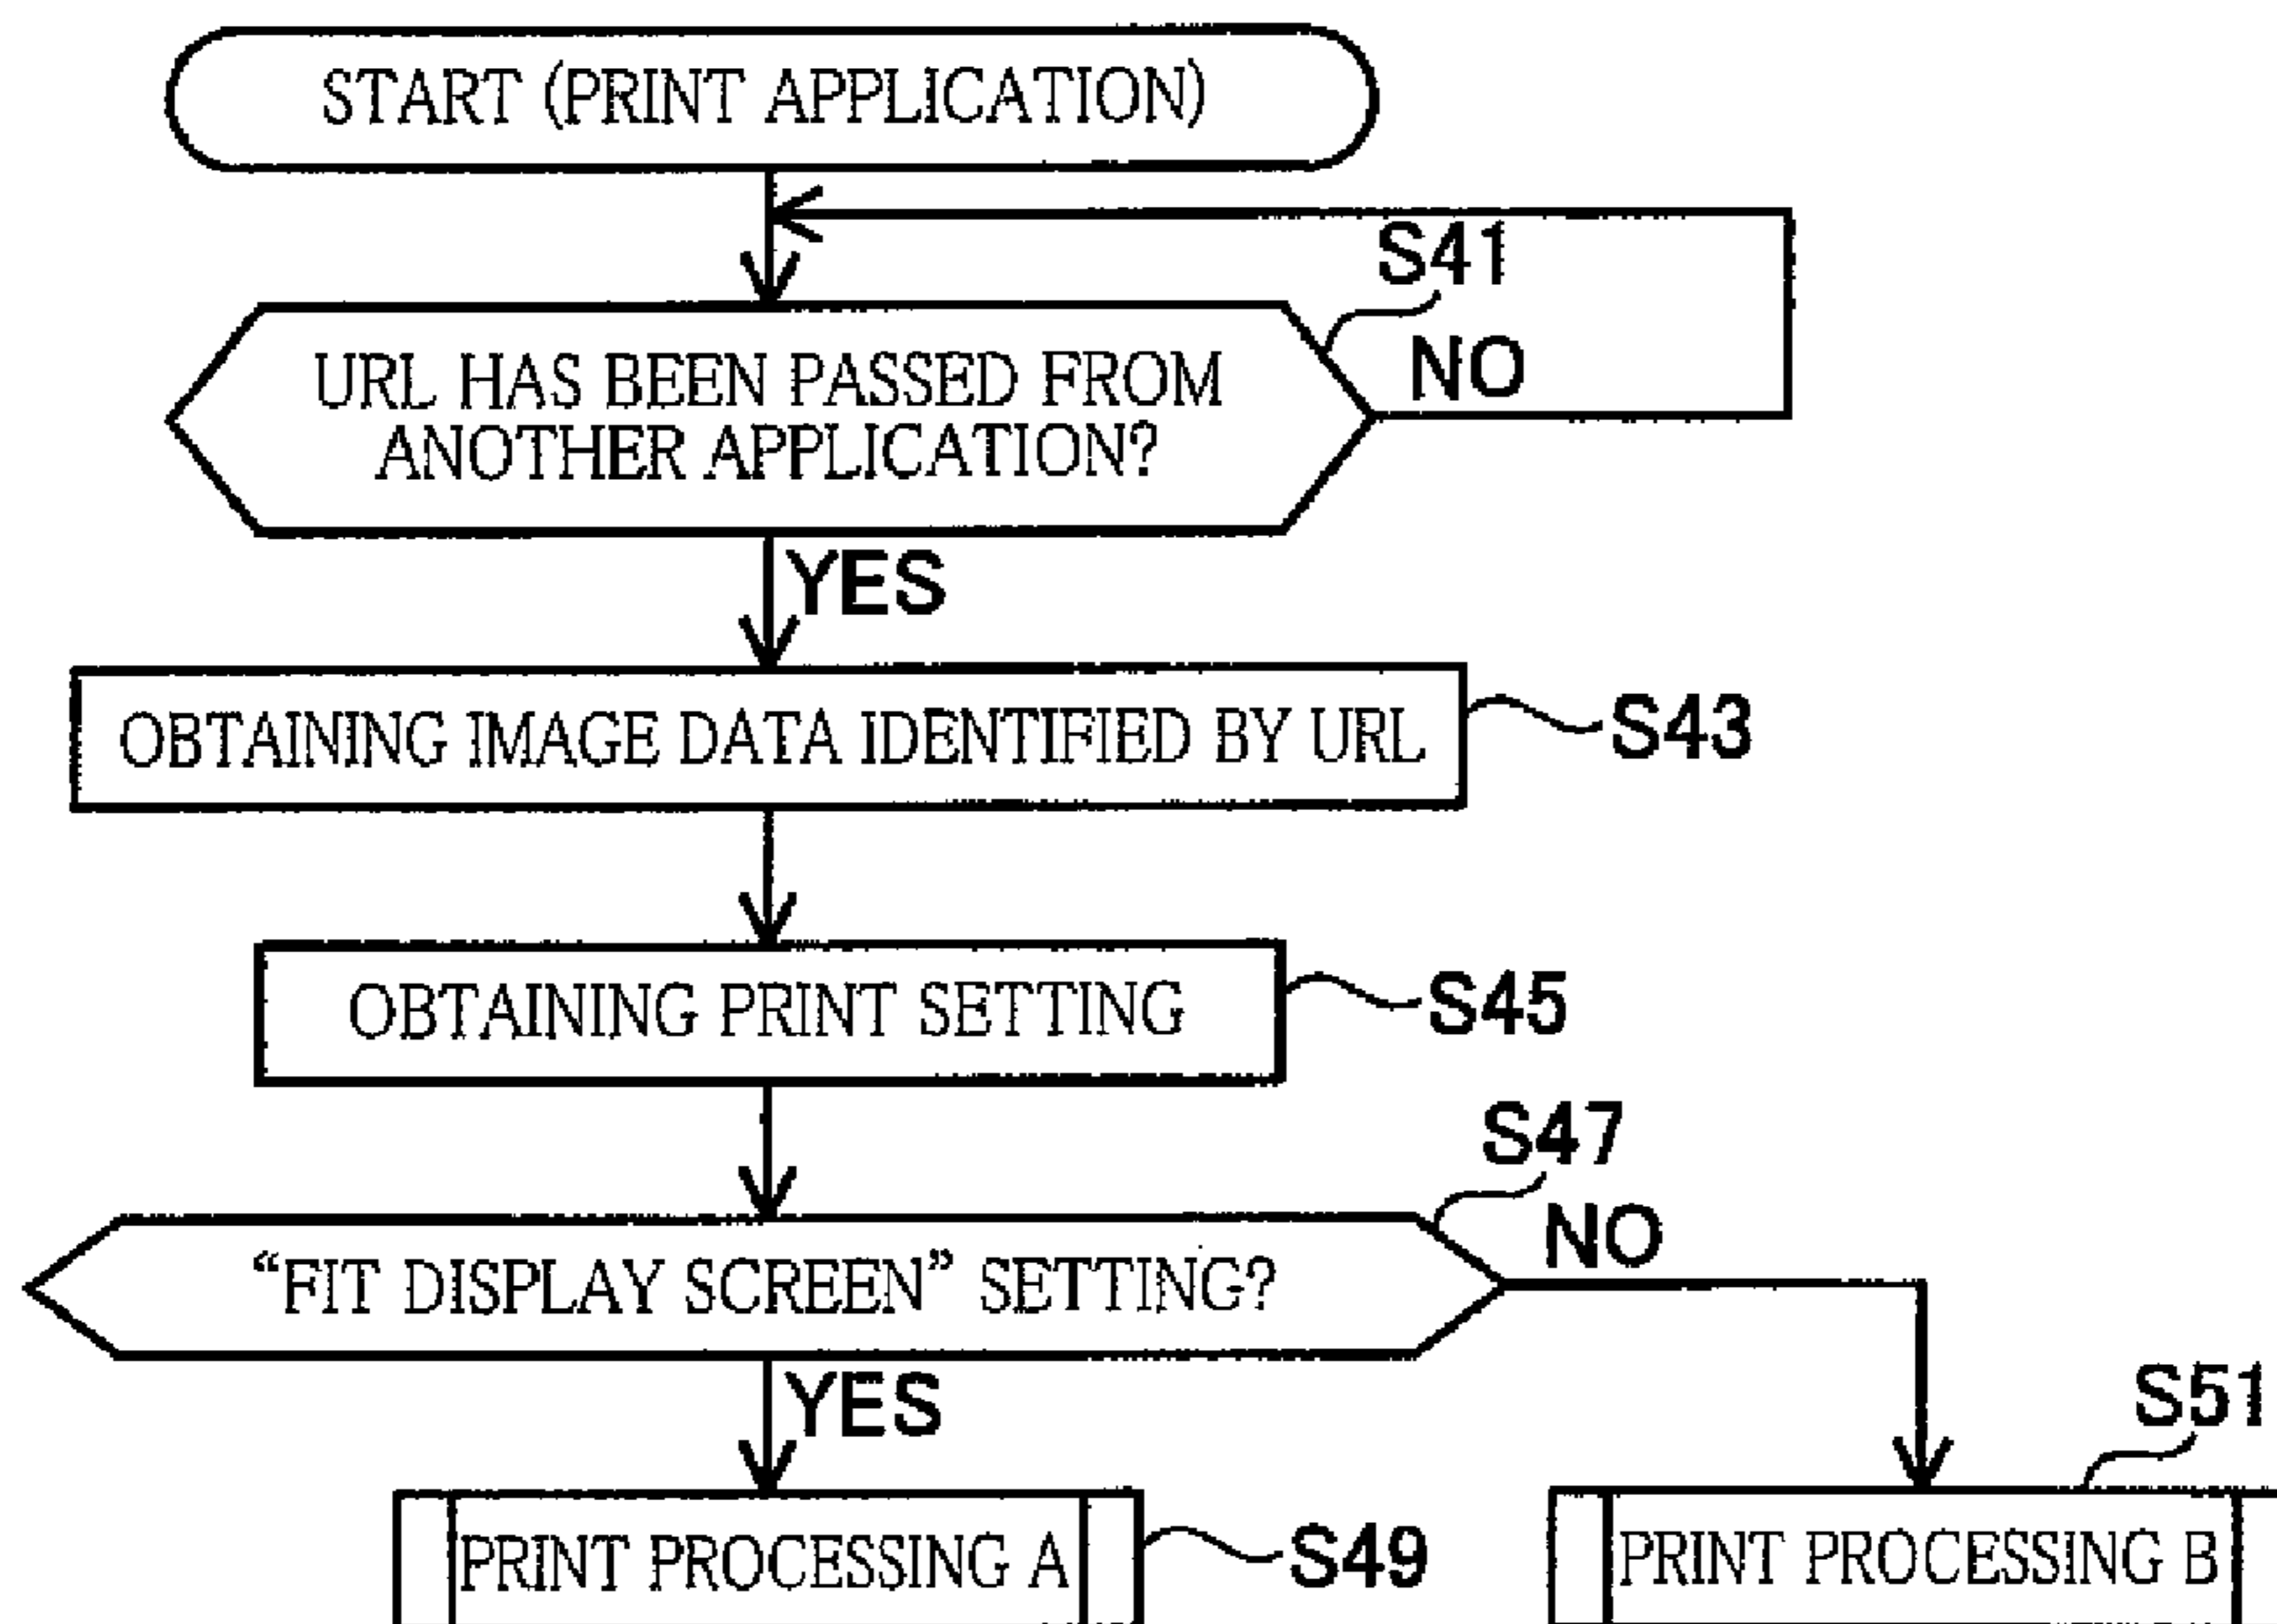 START (PRINT APPLICATION)
S41
URL HAS BEEN PASSED FROM
ANOTHER APPLICATION?
NO
YES
OBTAINING IMAGE DATA IDENTIFIED BY URL
S43
OBTAINING PRINT SETTING
S45
S47
“FIT DISPLAY SCREEN” SETTING?
NO
YES
S51
PRINT PROCESSING A
S49
PRINT PROCESSING B